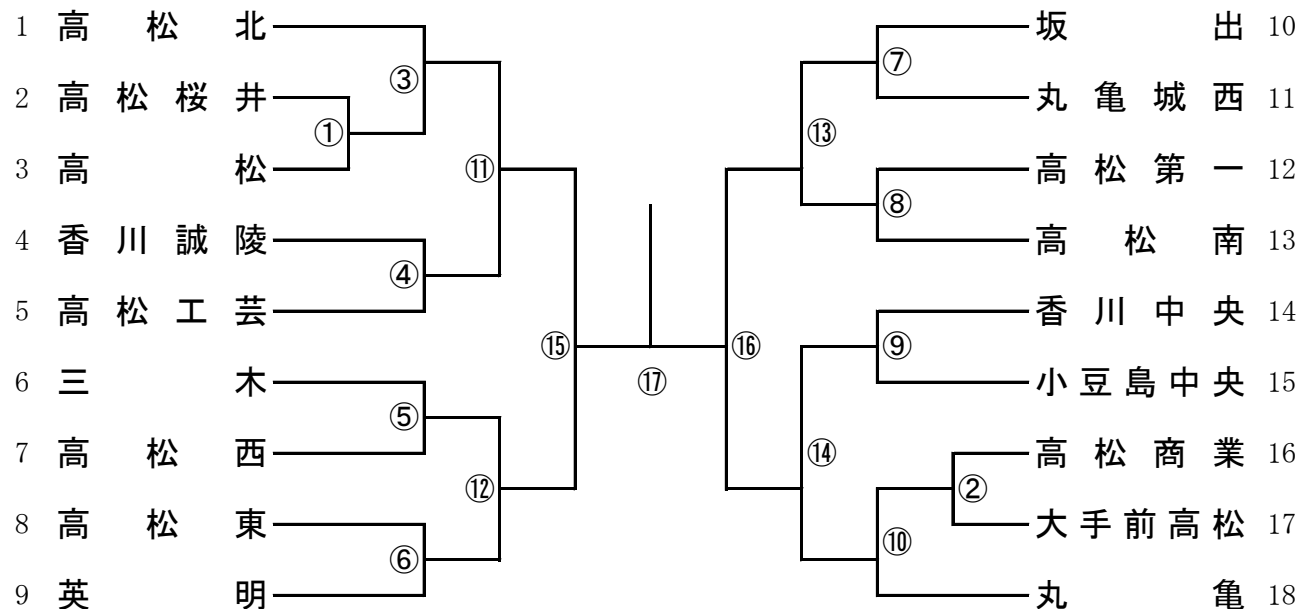 1 高松北
2 高松桜井
3 高松
4 香川誠陵
5 高松工芸
6 三木
7 高松西
8 高松東
9 英明
③
①
⑪
④
⑮
⑤
⑫
⑥
⑰
坂出 10
丸亀城西 11
高松第一 12
高松南 13
香川中央 14
小豆島中央 15
高松商業 16
大手前高松 17
丸亀 18
⑦
⑬
⑧
⑯
⑨
⑭
②
⑩